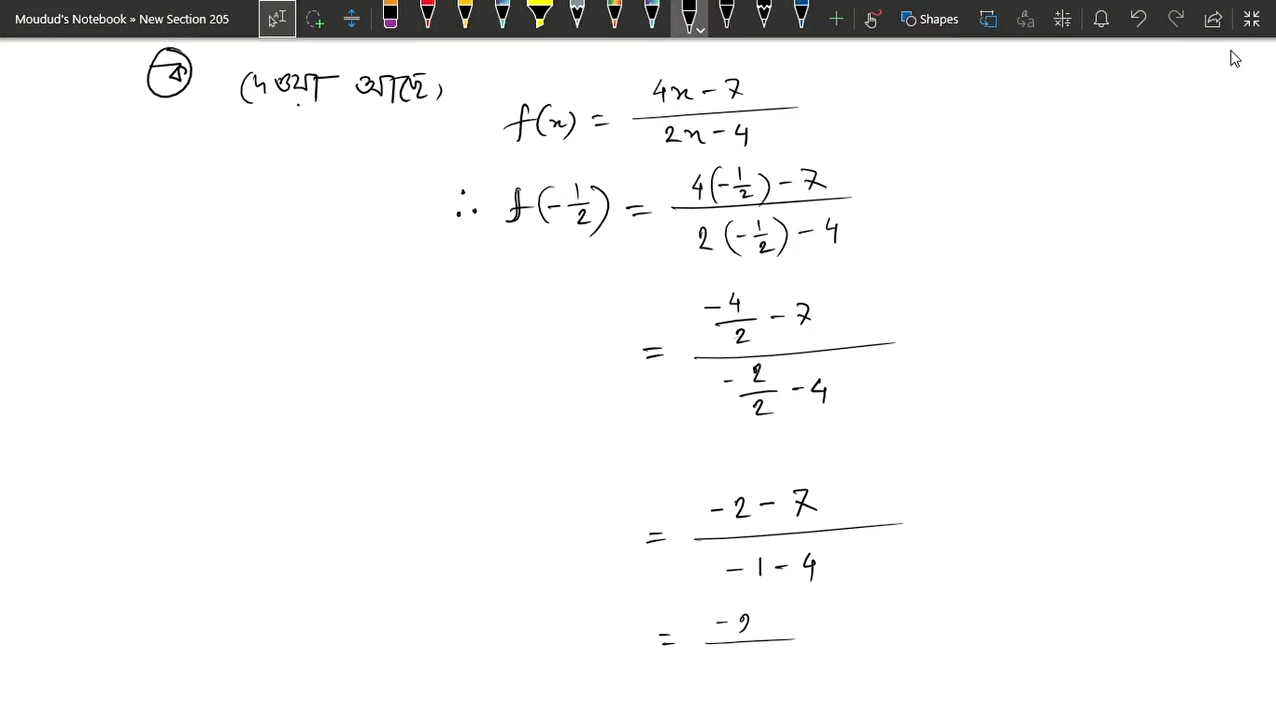 Moudud's Notebook » New Section 205
Shapes
ক
দেওয়া আছে,
f(x) = (4x - 7)/(2x - 4)
∴ f(-1/2) = (4(-1/2) - 7)/(2(-1/2) - 4)
= (-4/2 - 7)/(-2/2 - 4)
= (-2 - 7)/(-1 - 4)
= -9/